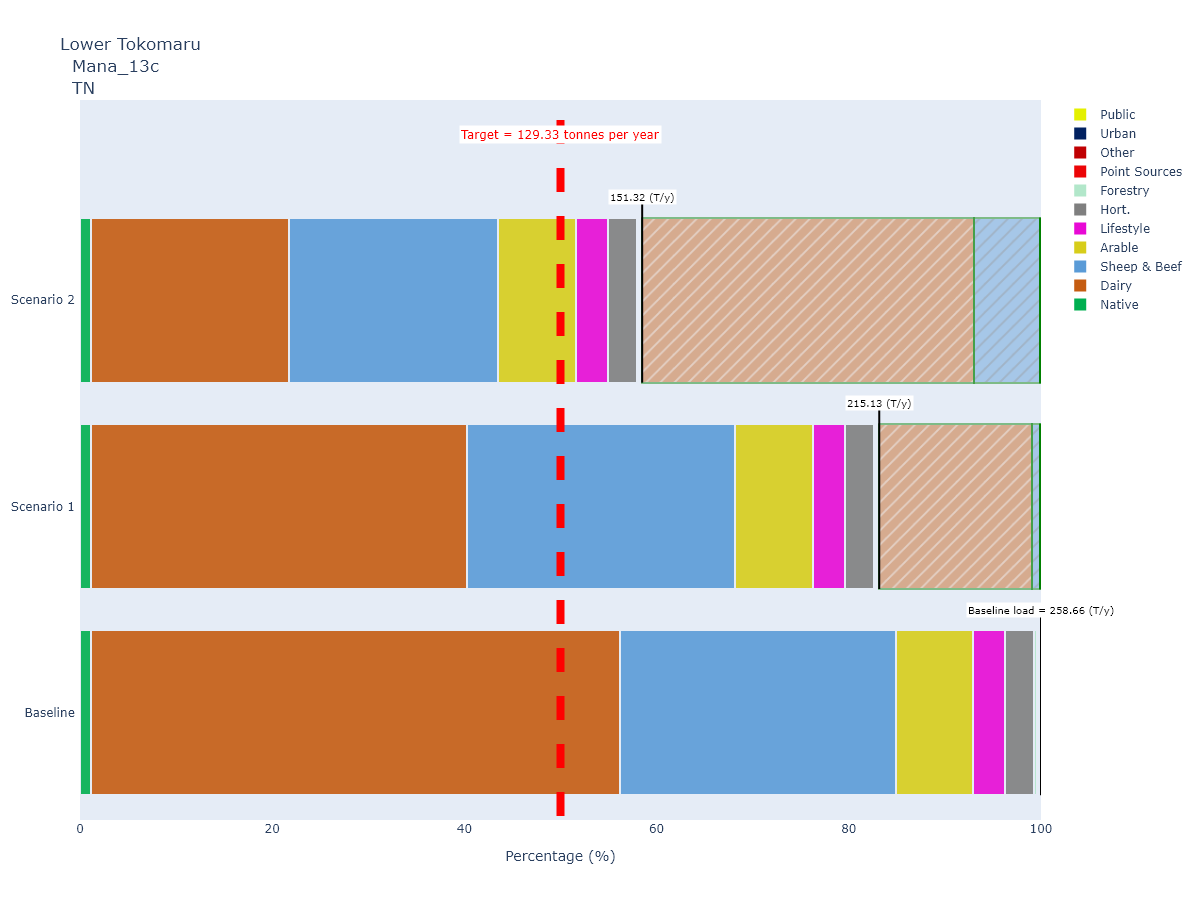 Lower Tokomaru
Mana_13c
TN
Target = 129.33 tonnes per year
151.32 (T/y)
Scenario 2
215.13 (T/y)
Scenario 1
Baseline load = 258.66 (T/y)
Baseline
0 20 40 60 80 100
Percentage (%)
Public
Urban
Other
Point Sources
Forestry
Hort.
Lifestyle
Arable
Sheep & Beef
Dairy
Native